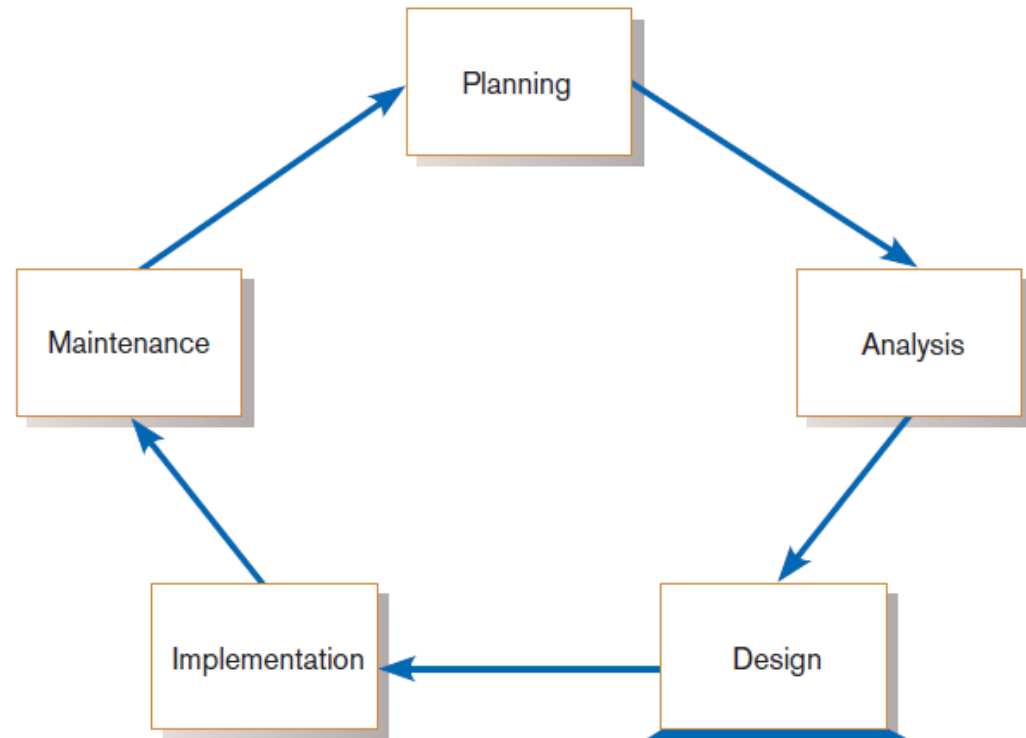 Planning
Analysis
Design
Implementation
Maintenance